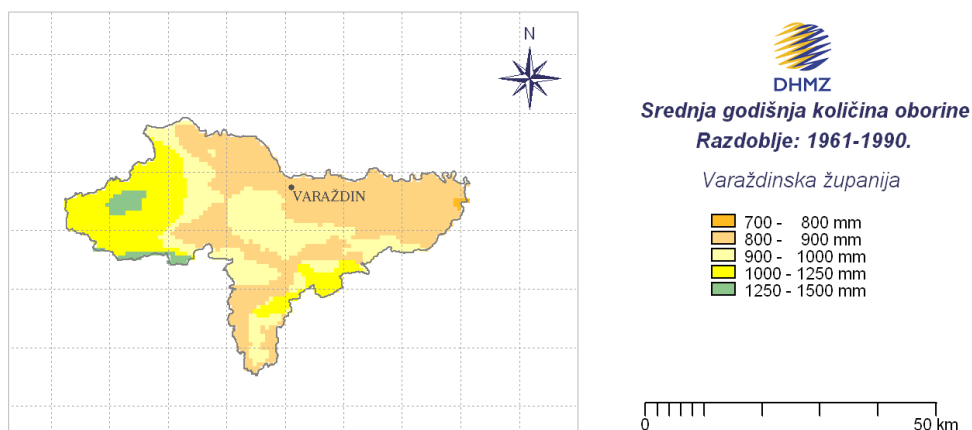 N
VARAŽDIN
DHMZ
Srednja godišnja količina oborine
Razdoblje: 1961-1990.
Varaždinska županija
700 - 800 mm
800 - 900 mm
900 - 1000 mm
1000 - 1250 mm
1250 - 1500 mm
0 50 km